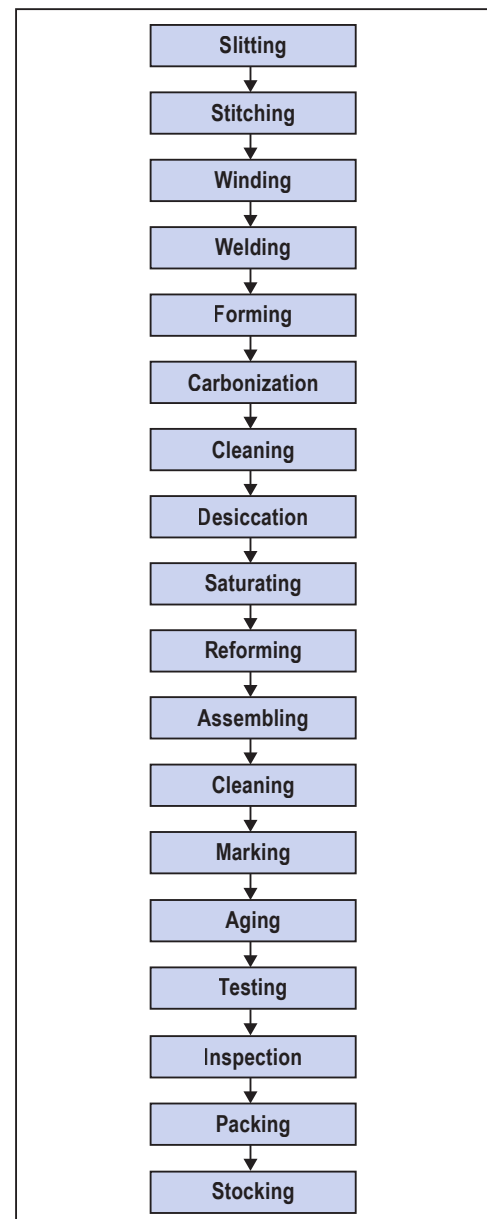 Slitting
Stitching
Winding
Welding
Forming
Carbonization
Cleaning
Desiccation
Saturating
Reforming
Assembling
Cleaning
Marking
Aging
Testing
Inspection
Packing
Stocking